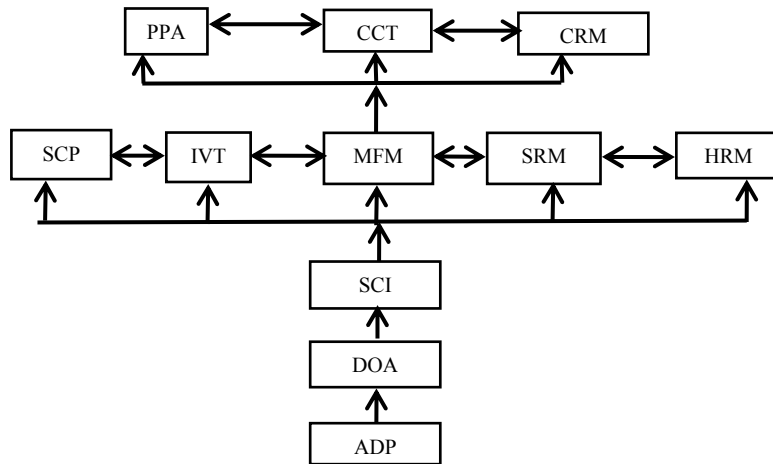 PPA CCT CRM
SCP IVT MFM SRM HRM
SCI
DOA
ADP